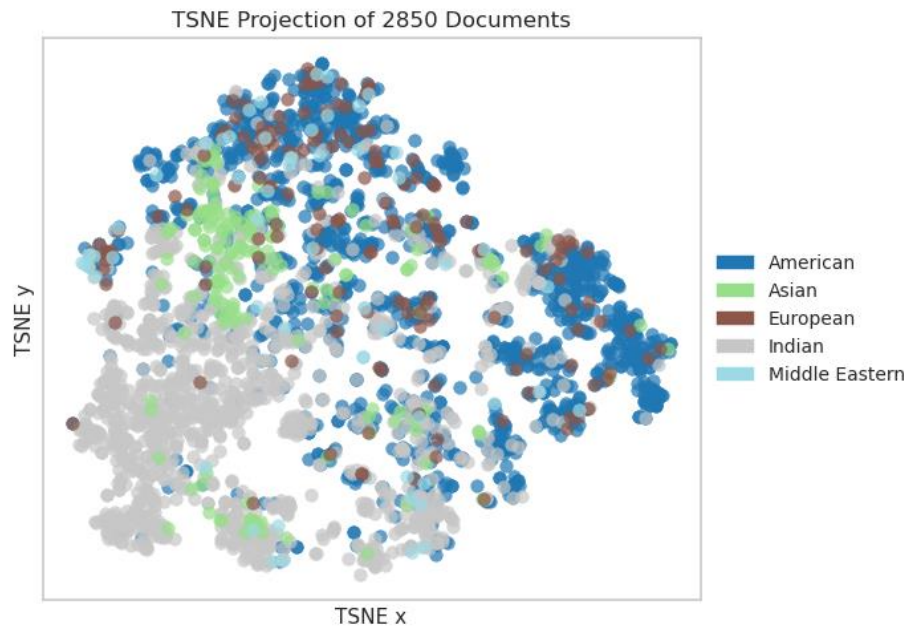 TSNE Projection of 2850 Documents
TSNE y
American
Asian
European
Indian
Middle Eastern
TSNE x